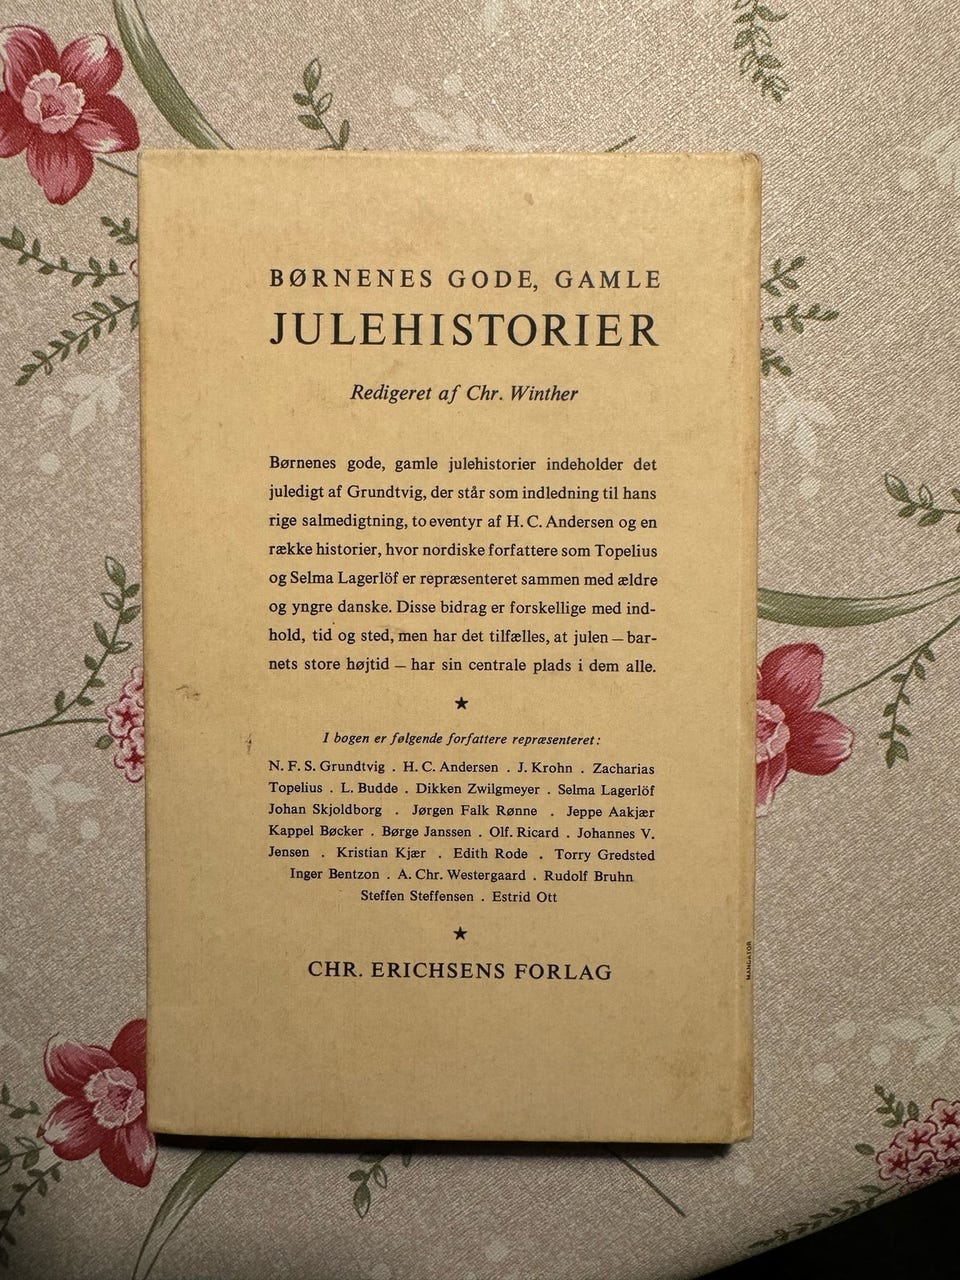 BØRNENES GODE, GAMLE
JULEHISTORIER
Redigeret af Chr. Winther
Børnenes gode, gamle julehistorier indeholder det
juledigt af Grundtvig, der står som indledning til hans
rige salmedigtning, to eventyr af H. C. Andersen og en
række historier, hvor nordiske forfattere som Topelius
og Selma Lagerlöf er repræsenteret sammen med ældre
og yngre danske. Disse bidrag er forskellige med ind-
hold, tid og sted, men har det tilfælles, at julen – bar-
nets store højtid – har sin centrale plads i dem alle.
★
I bogen er følgende forfattere repræsenteret:
N. F. S. Grundtvig . H. C. Andersen . J. Krohn . Zacharias
Topelius . L. Budde . Dikken Zwilgmeyer . Selma Lagerlöf
Johan Skjoldborg . Jørgen Falk Rønne . Jeppe Aakjær
Kappel Bøcker . Børge Janssen . Olf. Ricard . Johannes V.
Jensen . Kristian Kjær . Edith Rode . Torry Gredsted
Inger Bentzon . A. Chr. Westergaard . Rudolf Bruhn
Steffen Steffensen . Estrid Ott
★
CHR. ERICHSENS FORLAG
MANGATOR